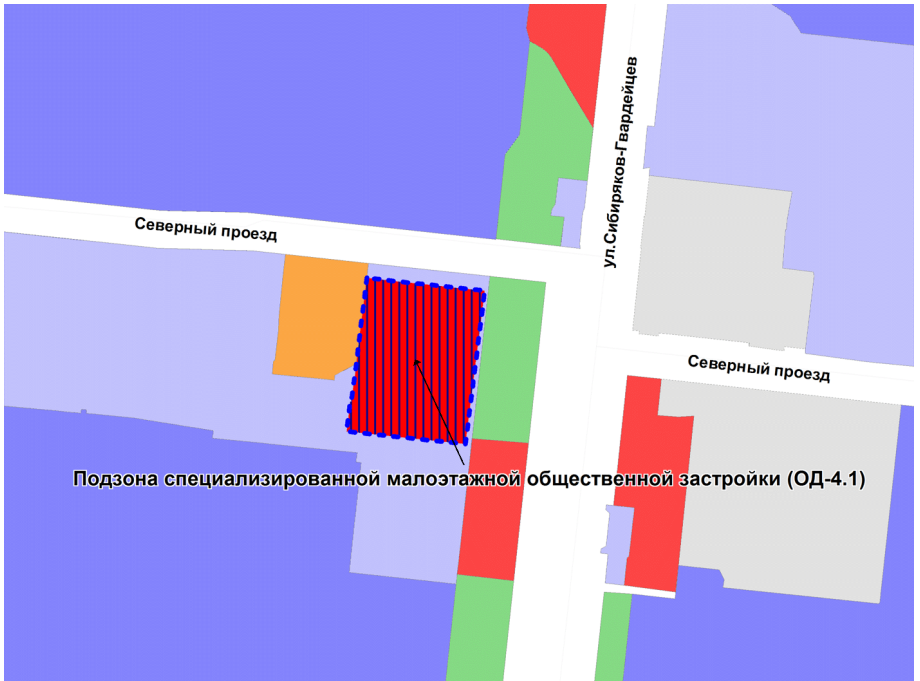 ул.Сибиряков-Гвардейцев
Северный проезд
Северный проезд
Подзона специализированной малоэтажной общественной застройки (ОД-4.1)